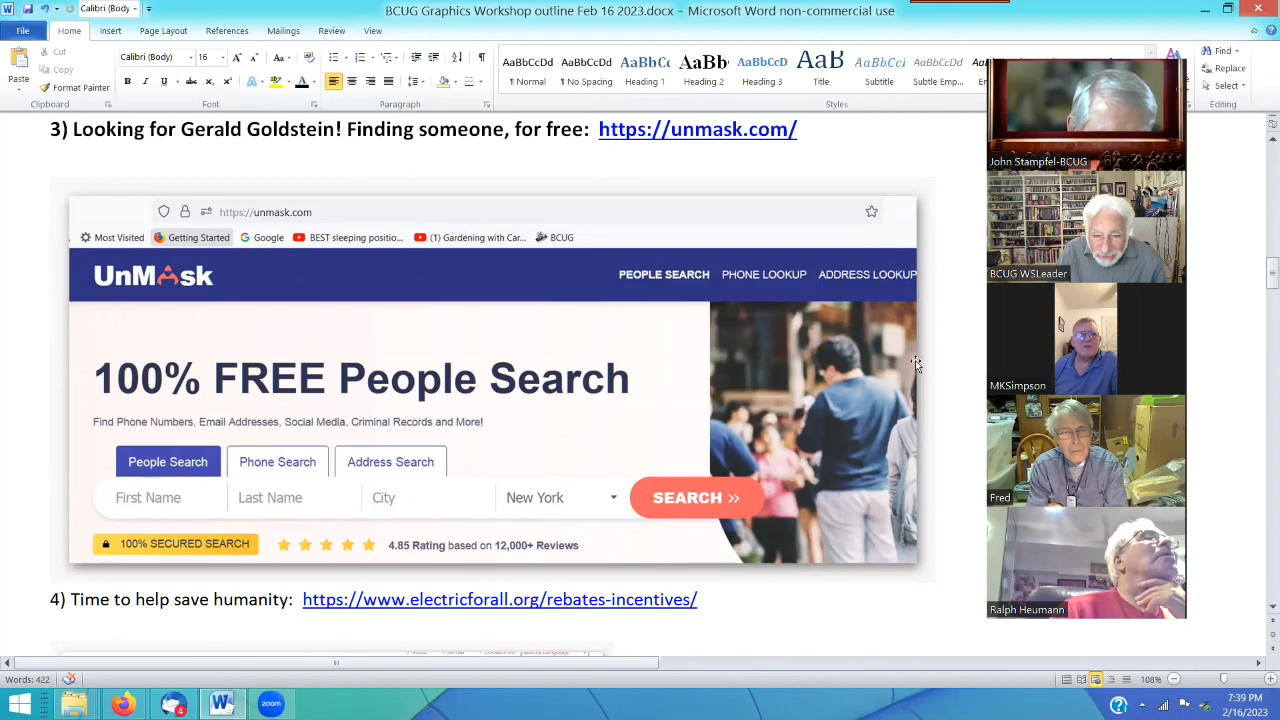 BCUG Graphics Workshop outline Feb 16 2023.docx - Microsoft Word non-commercial use
Calibri (Body)
File
Home
Insert
Page Layout
References
Mailings
Review
View
Paste
Cut
Copy
Format Painter
Clipboard
Calibri (Body)
16
Font
Paragraph
AaBbCcDd
¶ Normal
AaBbCcDd
¶ No Spacing
AaBbCc
Heading 1
AaBbCc
Heading 2
AaBbCcD
Heading 3
AaB
Title
AaBbCcI
Subtitle
AaBbCcD
Subtle Emp...
Styles
Find
Replace
Select
Editing
3) Looking for Gerald Goldstein! Finding someone, for free: https://unmask.com/
https://unmask.com
Most Visited
Getting Started
Google
BEST sleeping positio...
(1) Gardening with Car...
BCUG
UnMAsk
PEOPLE SEARCH
PHONE LOOKUP
ADDRESS LOOKUP
100% FREE People Search
Find Phone Numbers, Email Addresses, Social Media, Criminal Records and More!
People Search
Phone Search
Address Search
First Name
Last Name
City
New York
SEARCH »
100% SECURED SEARCH
4.85 Rating based on 12,000+ Reviews
4) Time to help save humanity: https://www.electricforall.org/rebates-incentives/
John Stampfel-BCUG
BCUG WSLeader
MKSimpson
Fred
Ralph Heumann
Words: 422
108%
4
zoom
7:39 PM
2/16/2023